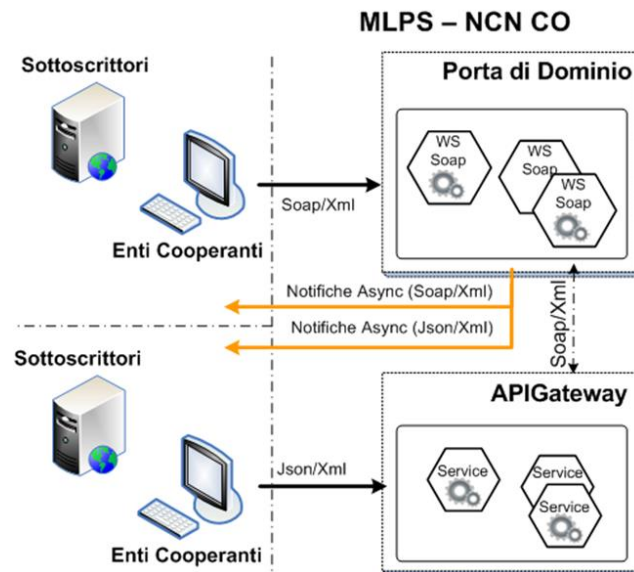 MLPS – NCN CO
Sottoscrittori
Porta di Dominio
WS
Soap
WS
Soap
WS
Soap
Soap/Xml
Enti Cooperanti
Notifiche Async (Soap/Xml)
Notifiche Async (Json/Xml)
Soap/Xml
Sottoscrittori
APIGateway
Service
Service
Service
Json/Xml
Enti Cooperanti